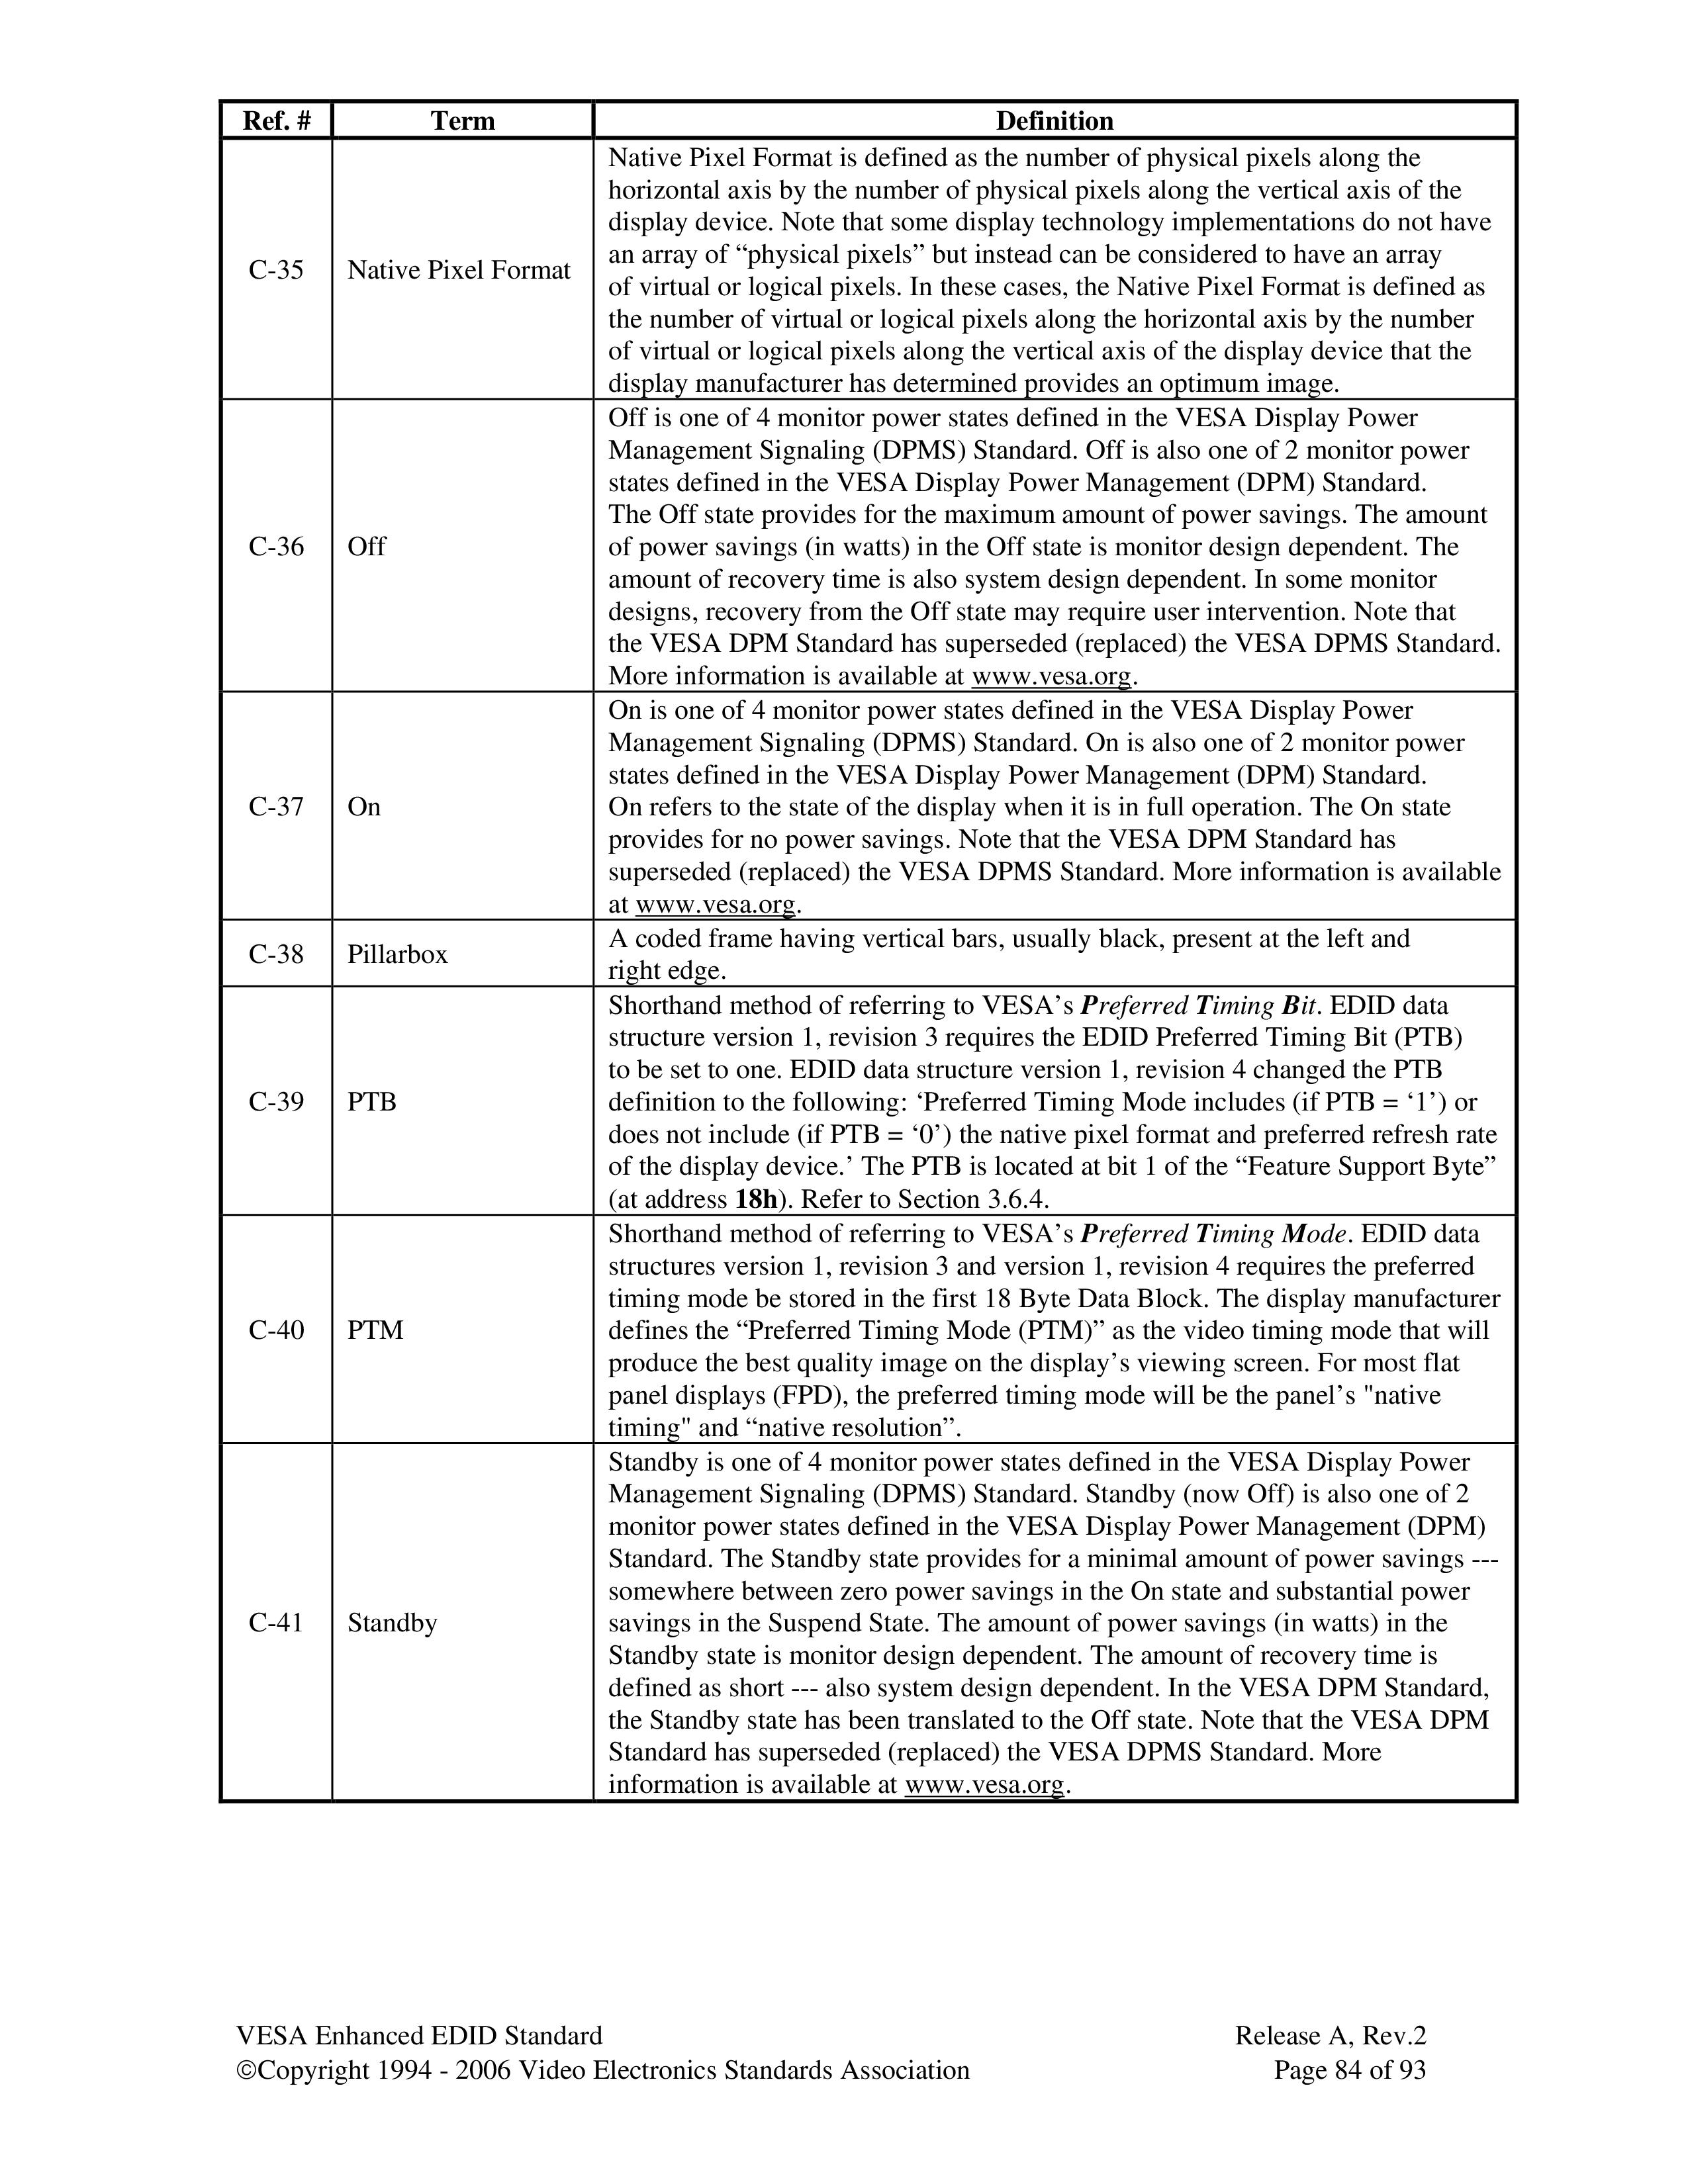 Ref. # Term Definition
C-35 Native Pixel Format
Native Pixel Format is defined as the number of physical pixels along the
horizontal axis by the number of physical pixels along the vertical axis of the
display device. Note that some display technology implementations do not have
an array of “physical pixels” but instead can be considered to have an array
of virtual or logical pixels. In these cases, the Native Pixel Format is defined as
the number of virtual or logical pixels along the horizontal axis by the number
of virtual or logical pixels along the vertical axis of the display device that the
display manufacturer has determined provides an optimum image.
C-36 Off
Off is one of 4 monitor power states defined in the VESA Display Power
Management Signaling (DPMS) Standard. Off is also one of 2 monitor power
states defined in the VESA Display Power Management (DPM) Standard.
The Off state provides for the maximum amount of power savings. The amount
of power savings (in watts) in the Off state is monitor design dependent. The
amount of recovery time is also system design dependent. In some monitor
designs, recovery from the Off state may require user intervention. Note that
the VESA DPM Standard has superseded (replaced) the VESA DPMS Standard.
More information is available at www.vesa.org.
C-37 On
On is one of 4 monitor power states defined in the VESA Display Power
Management Signaling (DPMS) Standard. On is also one of 2 monitor power
states defined in the VESA Display Power Management (DPM) Standard.
On refers to the state of the display when it is in full operation. The On state
provides for no power savings. Note that the VESA DPM Standard has
superseded (replaced) the VESA DPMS Standard. More information is available
at www.vesa.org.
C-38 Pillarbox
A coded frame having vertical bars, usually black, present at the left and
right edge.
C-39 PTB
Shorthand method of referring to VESA’s Preferred Timing Bit. EDID data
structure version 1, revision 3 requires the EDID Preferred Timing Bit (PTB)
to be set to one. EDID data structure version 1, revision 4 changed the PTB
definition to the following: ‘Preferred Timing Mode includes (if PTB = ‘1’) or
does not include (if PTB = ‘0’) the native pixel format and preferred refresh rate
of the display device.’ The PTB is located at bit 1 of the “Feature Support Byte”
(at address 18h). Refer to Section 3.6.4.
C-40 PTM
Shorthand method of referring to VESA’s Preferred Timing Mode. EDID data
structures version 1, revision 3 and version 1, revision 4 requires the preferred
timing mode be stored in the first 18 Byte Data Block. The display manufacturer
defines the “Preferred Timing Mode (PTM)” as the video timing mode that will
produce the best quality image on the display’s viewing screen. For most flat
panel displays (FPD), the preferred timing mode will be the panel’s "native
timing" and “native resolution”.
C-41 Standby
Standby is one of 4 monitor power states defined in the VESA Display Power
Management Signaling (DPMS) Standard. Standby (now Off) is also one of 2
monitor power states defined in the VESA Display Power Management (DPM)
Standard. The Standby state provides for a minimal amount of power savings ---
somewhere between zero power savings in the On state and substantial power
savings in the Suspend State. The amount of power savings (in watts) in the
Standby state is monitor design dependent. The amount of recovery time is
defined as short --- also system design dependent. In the VESA DPM Standard,
the Standby state has been translated to the Off state. Note that the VESA DPM
Standard has superseded (replaced) the VESA DPMS Standard. More
information is available at www.vesa.org.
VESA Enhanced EDID Standard Release A, Rev.2
©Copyright 1994 - 2006 Video Electronics Standards Association Page 84 of 93